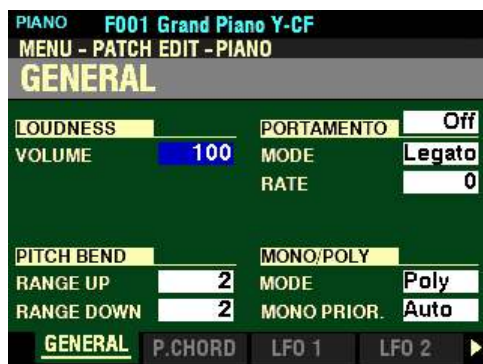 PIANO F001 Grand Piano Y-CF
MENU - PATCH EDIT - PIANO
GENERAL
LOUDNESS
VOLUME 100
PORTAMENTO Off
MODE Legato
RATE 0
PITCH BEND
RANGE UP 2
RANGE DOWN 2
MONO/POLY
MODE Poly
MONO PRIOR. Auto
GENERAL P.CHORD LFO 1 LFO 2